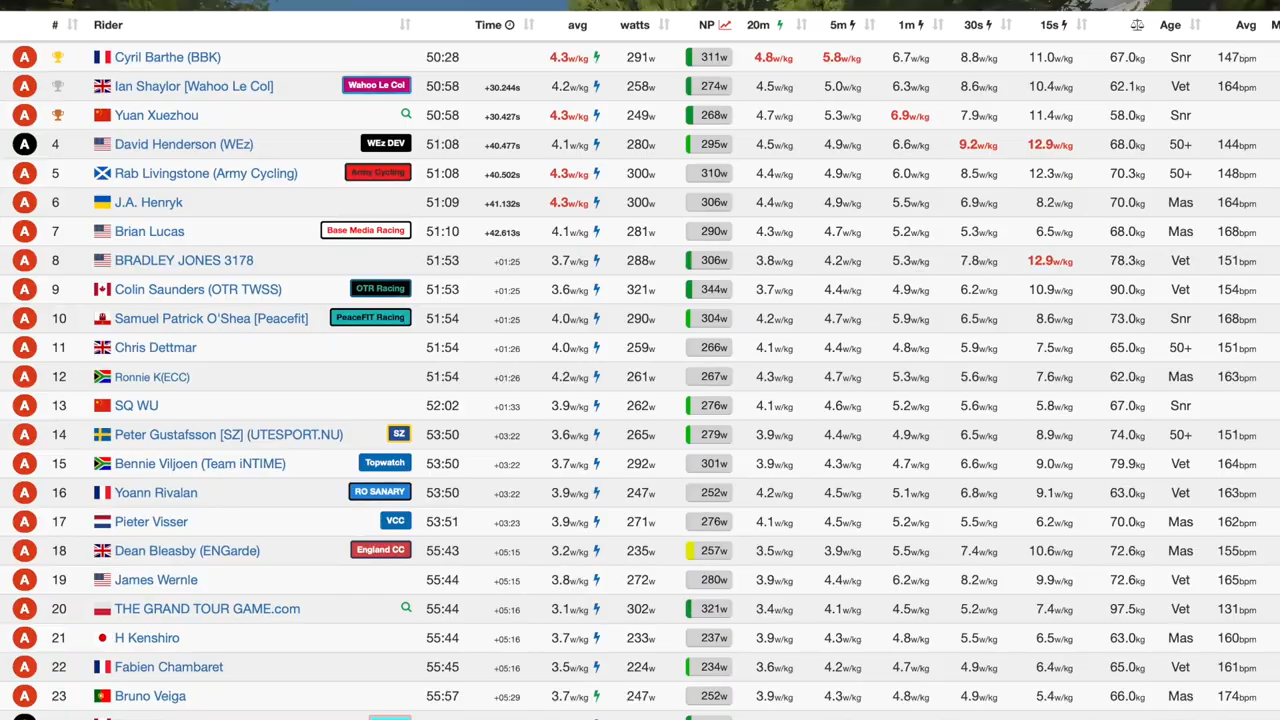 # Rider Time avg watts NP 20m 5m 1m 30s 15s Age Avg M
A Cyril Barthe (BBK) 50:28 4.3w/kg 291w 311w 4.8w/kg 5.8w/kg 6.7w/kg 8.8w/kg 11.0w/kg 67.0kg Snr 147bpm
A Ian Shaylor [Wahoo Le Col] Wahoo Le Col 50:58 +30.244s 4.2w/kg 258w 274w 4.5w/kg 5.0w/kg 6.3w/kg 8.6w/kg 10.4w/kg 62.1kg Vet 164bpm
A Yuan Xuezhou 50:58 +30.427s 4.3w/kg 249w 268w 4.7w/kg 5.3w/kg 6.9w/kg 7.9w/kg 11.4w/kg 58.0kg Snr
A 4 David Henderson (WEz) WEz DEV 51:08 +40.477s 4.1w/kg 280w 295w 4.5w/kg 4.9w/kg 6.6w/kg 9.2w/kg 12.9w/kg 68.0kg 50+ 144bpm
A 5 Rab Livingstone (Army Cycling) Army Cycling 51:08 +40.502s 4.3w/kg 300w 310w 4.4w/kg 4.9w/kg 6.0w/kg 8.5w/kg 12.3w/kg 70.3kg 50+ 148bpm
A 6 J.A. Henryk 51:09 +41.132s 4.3w/kg 300w 306w 4.4w/kg 4.9w/kg 5.5w/kg 6.9w/kg 8.2w/kg 70.0kg Mas 164bpm
A 7 Brian Lucas Base Media Racing 51:10 +42.613s 4.1w/kg 281w 290w 4.3w/kg 4.7w/kg 5.2w/kg 5.3w/kg 6.5w/kg 68.0kg Mas 168bpm
A 8 BRADLEY JONES 3178 51:53 +01:25 3.7w/kg 288w 306w 3.8w/kg 4.2w/kg 5.3w/kg 7.8w/kg 12.9w/kg 78.3kg Vet 151bpm
A 9 Colin Saunders (OTR TWSS) OTR Racing 51:53 +01:25 3.6w/kg 321w 344w 3.7w/kg 4.4w/kg 4.9w/kg 6.2w/kg 10.9w/kg 90.0kg Vet 154bpm
A 10 Samuel Patrick O'Shea [Peacefit] PeaceFIT Racing 51:54 +01:25 4.0w/kg 290w 304w 4.2w/kg 4.7w/kg 5.9w/kg 6.5w/kg 8.6w/kg 73.0kg Snr 168bpm
A 11 Chris Dettmar 51:54 +01:26 4.0w/kg 259w 266w 4.1w/kg 4.4w/kg 4.8w/kg 5.9w/kg 7.5w/kg 65.0kg 50+ 151bpm
A 12 Ronnie K(ECC) 51:54 +01:26 4.2w/kg 261w 267w 4.3w/kg 4.7w/kg 5.3w/kg 5.6w/kg 7.6w/kg 62.0kg Mas 163bpm
A 13 SQ WU 52:02 +01:33 3.9w/kg 262w 276w 4.1w/kg 4.6w/kg 5.2w/kg 5.6w/kg 5.8w/kg 67.0kg Snr
A 14 Peter Gustafsson [SZ] (UTESPORT.NU) SZ 53:50 +03:22 3.6w/kg 265w 279w 3.9w/kg 4.4w/kg 4.9w/kg 6.5w/kg 8.9w/kg 74.0kg 50+ 151bpm
A 15 Bennie Viljoen (Team iNTIME) Topwatch 53:50 +03:22 3.7w/kg 292w 301w 3.9w/kg 4.3w/kg 4.7w/kg 6.6w/kg 9.0w/kg 79.9kg Vet 164bpm
A 16 Yoann Rivalan RO SANARY 53:50 +03:22 3.9w/kg 247w 252w 4.2w/kg 4.5w/kg 5.1w/kg 6.8w/kg 9.1w/kg 63.0kg Vet 163bpm
A 17 Pieter Visser VCC 53:51 +03:23 3.9w/kg 271w 276w 4.1w/kg 4.5w/kg 5.2w/kg 5.5w/kg 6.2w/kg 70.0kg Mas 162bpm
A 18 Dean Bleasby (ENGarde) England CC 55:43 +05:15 3.2w/kg 235w 257w 3.5w/kg 3.9w/kg 5.5w/kg 7.4w/kg 10.6w/kg 72.6kg Mas 155bpm
A 19 James Wernle 55:44 +05:15 3.8w/kg 272w 280w 3.9w/kg 4.4w/kg 6.2w/kg 8.2w/kg 9.9w/kg 72.6kg Vet 165bpm
A 20 THE GRAND TOUR GAME.com 55:44 +05:16 3.1w/kg 302w 321w 3.4w/kg 4.1w/kg 4.5w/kg 5.2w/kg 7.4w/kg 97.5kg Vet 131bpm
A 21 H Kenshiro 55:44 +05:16 3.7w/kg 233w 237w 3.9w/kg 4.3w/kg 4.8w/kg 5.5w/kg 6.5w/kg 63.0kg Mas 160bpm
A 22 Fabien Chambaret 55:45 +05:16 3.5w/kg 224w 234w 3.6w/kg 4.2w/kg 4.7w/kg 4.9w/kg 6.4w/kg 65.0kg Vet 161bpm
A 23 Bruno Veiga 55:57 +05:29 3.7w/kg 247w 252w 3.9w/kg 4.3w/kg 4.8w/kg 4.9w/kg 5.4w/kg 66.0kg Mas 174bpm